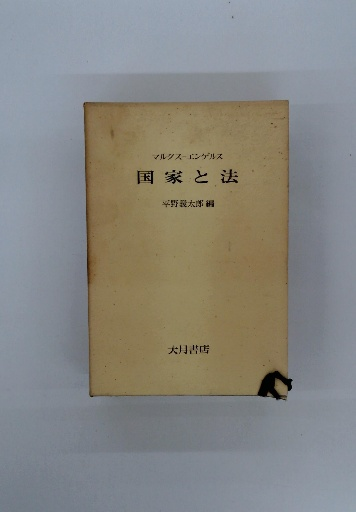 マルクス=エンゲルス
国家と法
平野義太郎編
大月書店